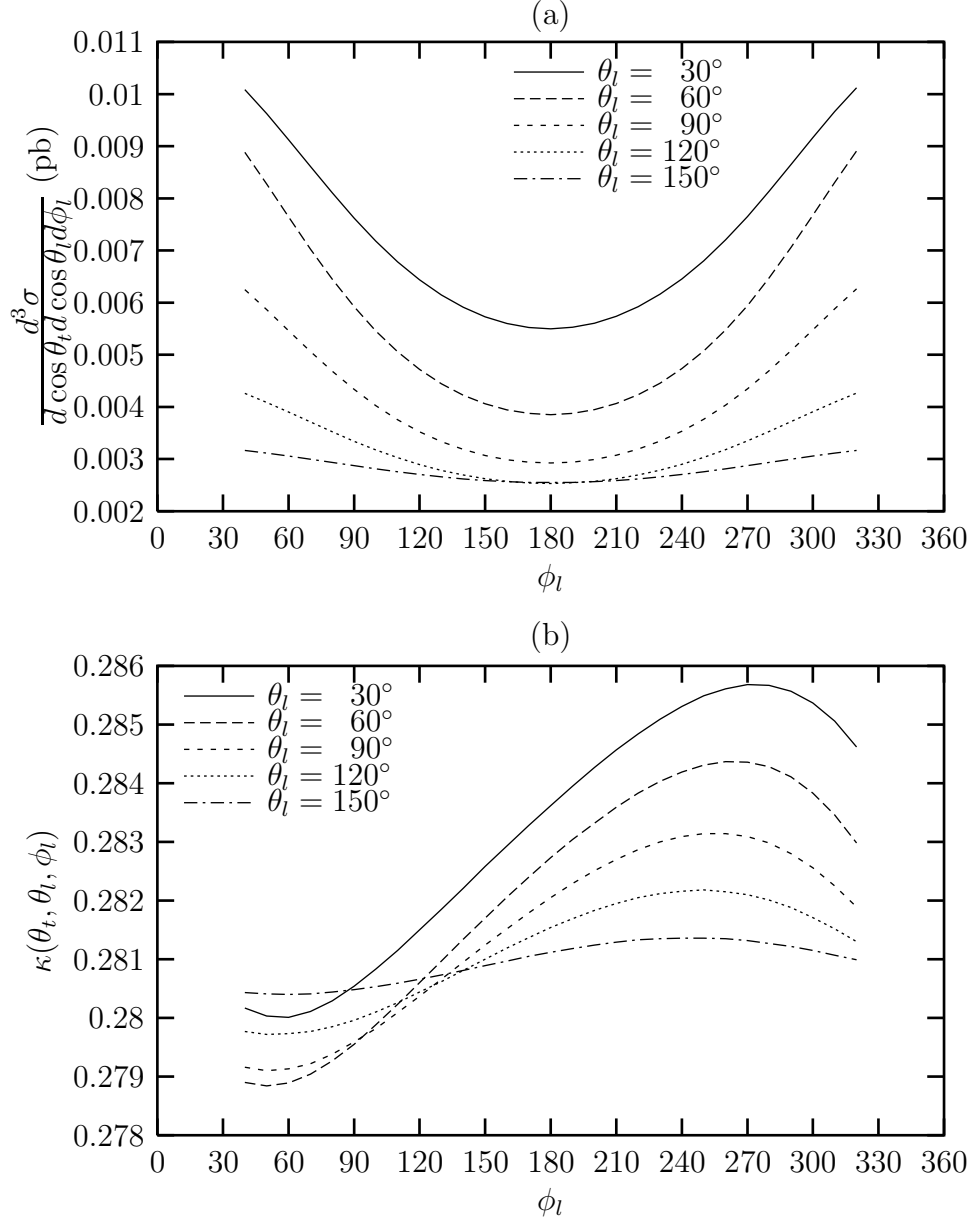 (a)
d³σ
d cos θₜ d cos θₗ dϕₗ (pb)
0.011
0.01
0.009
0.008
0.007
0.006
0.005
0.004
0.003
0.002
θₗ = 30°
θₗ = 60°
θₗ = 90°
θₗ = 120°
θₗ = 150°
0 30 60 90 120 150 180 210 240 270 300 330 360
ϕₗ
(b)
κ(θₜ, θₗ, ϕₗ)
0.286
0.285
0.284
0.283
0.282
0.281
0.28
0.279
0.278
θₗ = 30°
θₗ = 60°
θₗ = 90°
θₗ = 120°
θₗ = 150°
0 30 60 90 120 150 180 210 240 270 300 330 360
ϕₗ